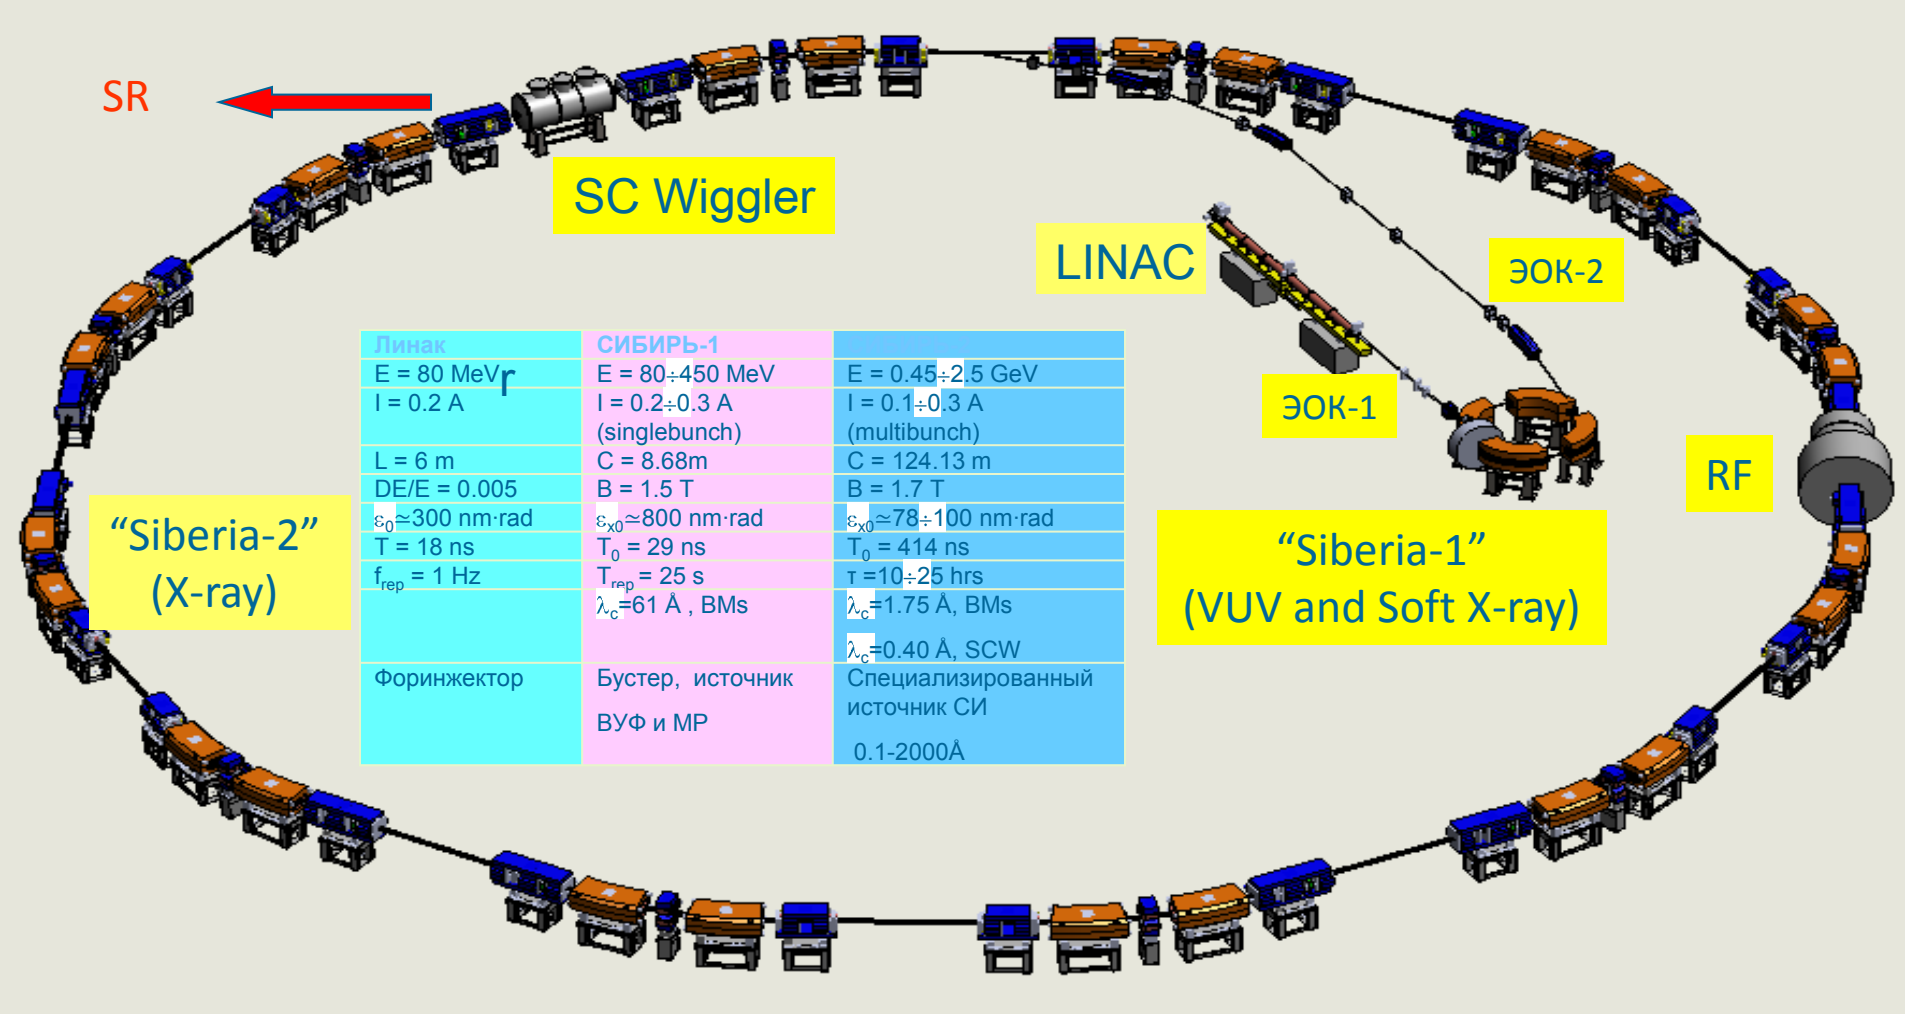 SR
SC Wiggler
LINAC
ЭОК-2
ЭОК-1
RF
“Siberia-2”
(X-ray)
“Siberia-1”
(VUV and Soft X-ray)
Линак
E = 80 MeV
r
I = 0.2 A
L = 6 m
DE/E = 0.005
ε0≃300 nm·rad
T = 18 ns
frep = 1 Hz
Форинжектор
СИБИРЬ-1
E = 80÷450 MeV
I = 0.2÷0.3 A
(singlebunch)
C = 8.68m
B = 1.5 T
εx0≃800 nm·rad
T0 = 29 ns
Trep = 25 s
λc=61 Å , BMs
Бустер, источник
ВУФ и МР
E = 0.45÷2.5 GeV
I = 0.1÷0.3 A
(multibunch)
C = 124.13 m
B = 1.7 T
εx0≃78÷100 nm·rad
T0 = 414 ns
τ =10÷25 hrs
λc=1.75 Å, BMs
λc=0.40 Å, SCW
Специализированный
источник СИ
0.1-2000Å